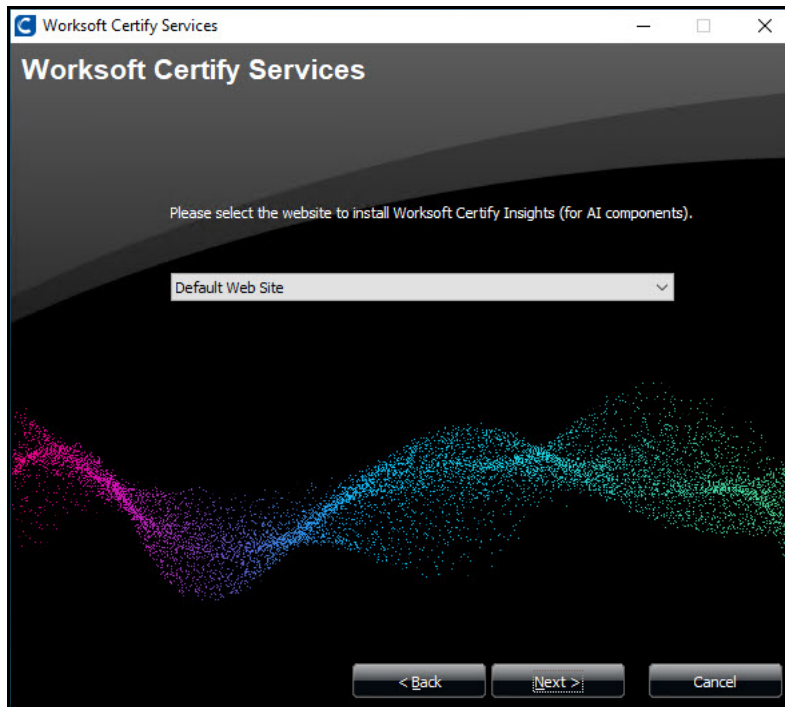 Worksoft Certify Services
Worksoft Certify Services
Please select the website to install Worksoft Certify Insights (for AI components).
Default Web Site
< Back
Next >
Cancel